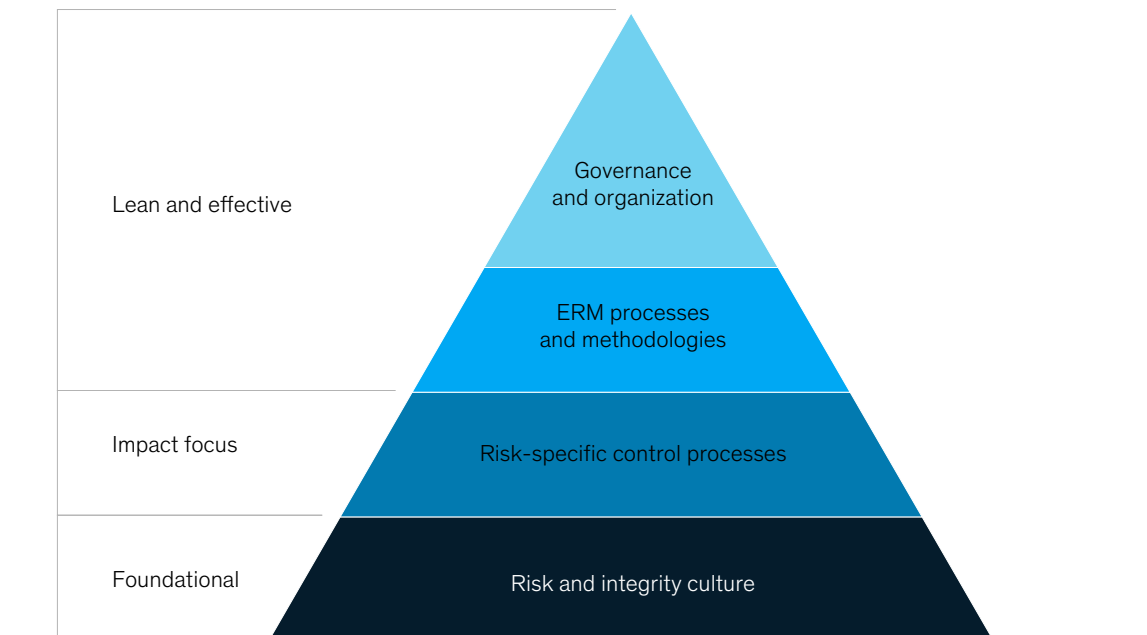 Governance
and organization
Lean and effective
ERM processes
and methodologies
Impact focus
Risk-specific control processes
Foundational
Risk and integrity culture